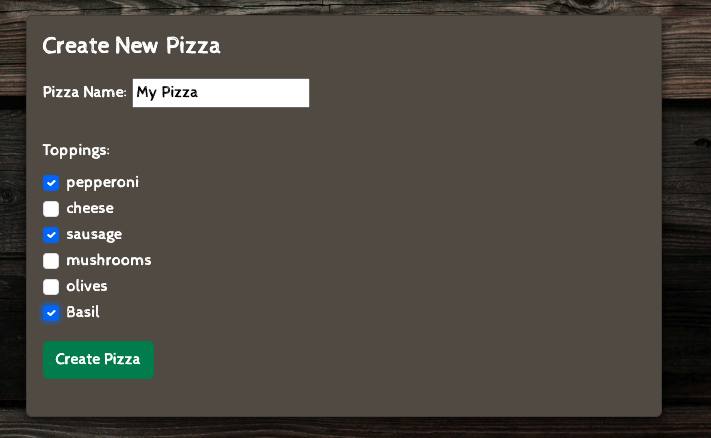 Create New Pizza
Pizza Name: My Pizza
Toppings:
pepperoni
cheese
sausage
mushrooms
olives
Basil
Create Pizza